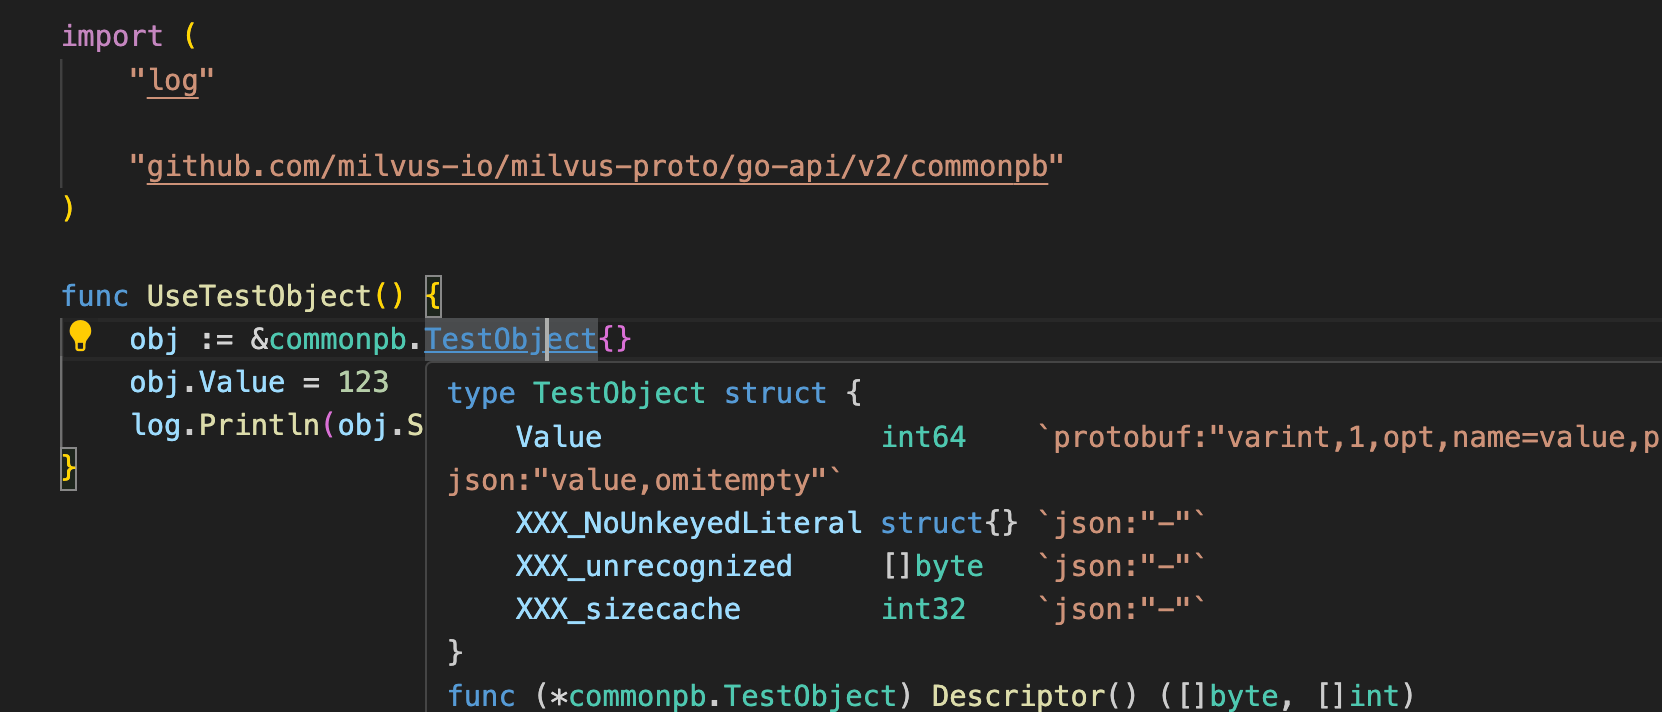 import (
"log"
"github.com/milvus-io/milvus-proto/go-api/v2/commonpb"
)
func UseTestObject() {
obj := &commonpb.TestObject{}
obj.Value = 123
log.Println(obj.S
}
type TestObject struct {
Value int64 `protobuf:"varint,1,opt,name=value,p
json:"value,omitempty"`
XXX_NoUnkeyedLiteral struct{} `json:"-"`
XXX_unrecognized []byte `json:"-"`
XXX_sizecache int32 `json:"-"`
}
func (*commonpb.TestObject) Descriptor() ([]byte, []int)